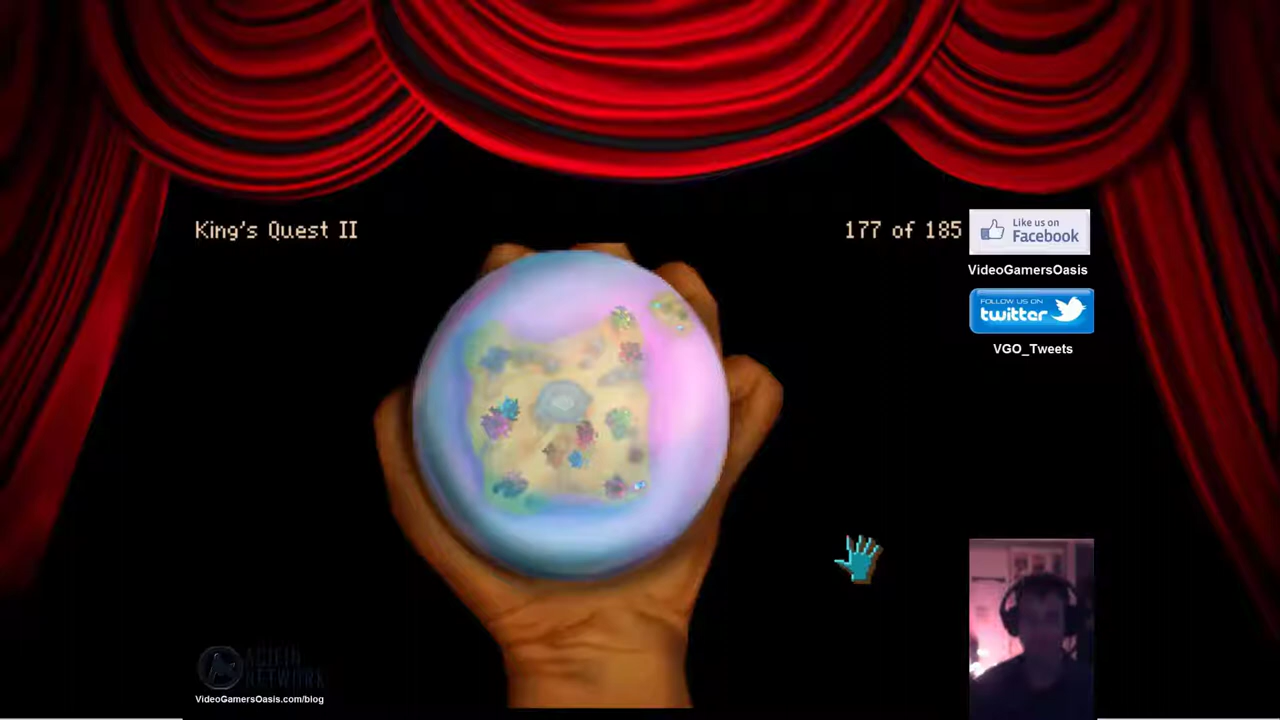 King's Quest II
177 of 185
Like us on
Facebook
VideoGamersOasis
FOLLOW US ON
twitter
VGO_Tweets
NETWORK
VideoGamersOasis.com/blog